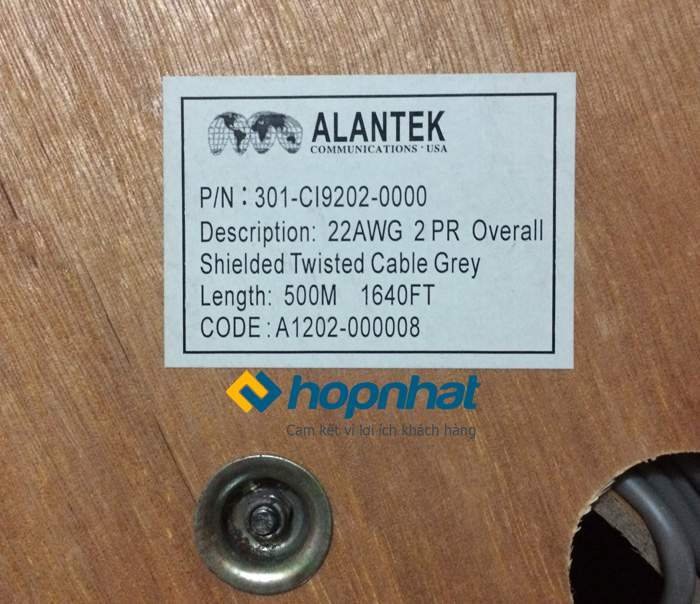 ALANTEK
COMMUNICATIONS · USA
P/N : 301-CI9202-0000
Description: 22AWG 2 PR Overall
Shielded Twisted Cable Grey
Length: 500M 1640FT
CODE : A1202-000008
hopnhat
Cam kết vì lợi ích khách hàng